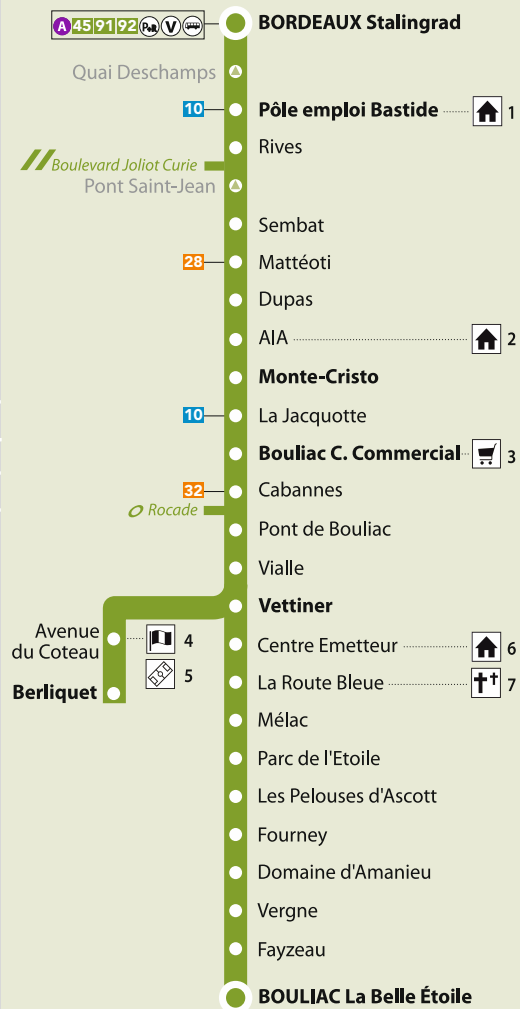 A 45 91 92 P+R V BORDEAUX Stalingrad
Quai Deschamps
10 Pôle emploi Bastide 1
Rives
Boulevard Joliot Curie
Pont Saint-Jean
Sembat
28 Mattéoti
Dupas
AIA 2
Monte-Cristo
10 La Jacquotte
Bouliac C. Commercial 3
32 Cabannes
Rocade
Pont de Bouliac
Vialle
Vettiner
Avenue
du Coteau 4
5
Berliquet
Centre Emetteur 6
La Route Bleue 7
Mélac
Parc de l'Etoile
Les Pelouses d'Ascott
Fourney
Domaine d'Amanieu
Vergne
Fayzeau
BOULIAC La Belle Étoile